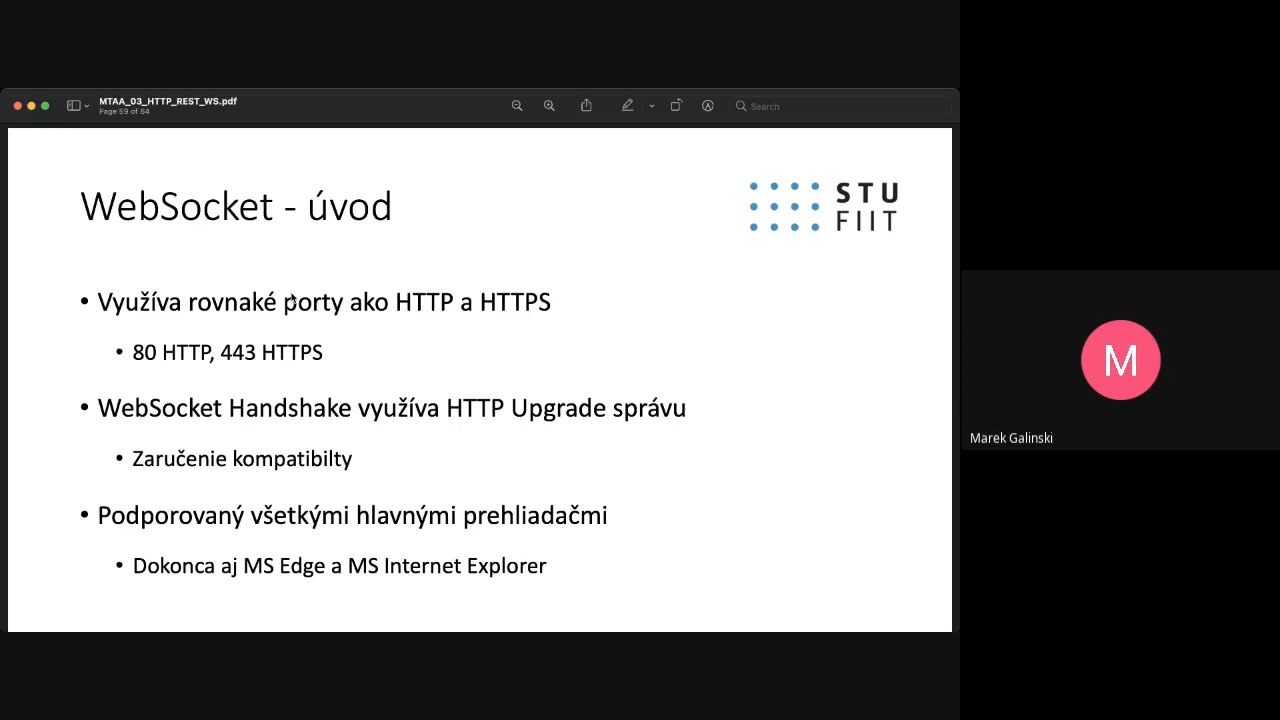 MTAA_03_HTTP_REST_WS.pdf
Page 59 of 64
Search
WebSocket - úvod
STU
FIIT
• Využíva rovnaké porty ako HTTP a HTTPS
• 80 HTTP, 443 HTTPS
• WebSocket Handshake využíva HTTP Upgrade správu
• Zaručenie kompatibilty
• Podporovaný všetkými hlavnými prehliadačmi
• Dokonca aj MS Edge a MS Internet Explorer
M
Marek Galinski